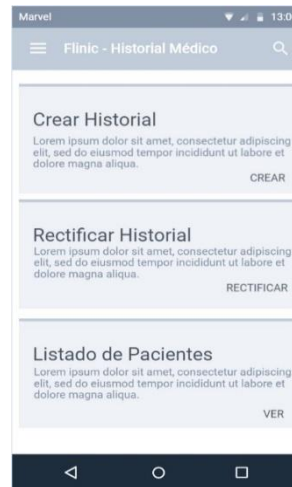 Marvel 13:0
Flinic - Historial Médico
Crear Historial
Lorem ipsum dolor sit amet, consectetur adipiscing
elit, sed do eiusmod tempor incididunt ut labore et
dolore magna aliqua.
CREAR
Rectificar Historial
Lorem ipsum dolor sit amet, consectetur adipiscing
elit, sed do eiusmod tempor incididunt ut labore et
dolore magna aliqua.
RECTIFICAR
Listado de Pacientes
Lorem ipsum dolor sit amet, consectetur adipiscing
elit, sed do eiusmod tempor incididunt ut labore et
dolore magna aliqua.
VER